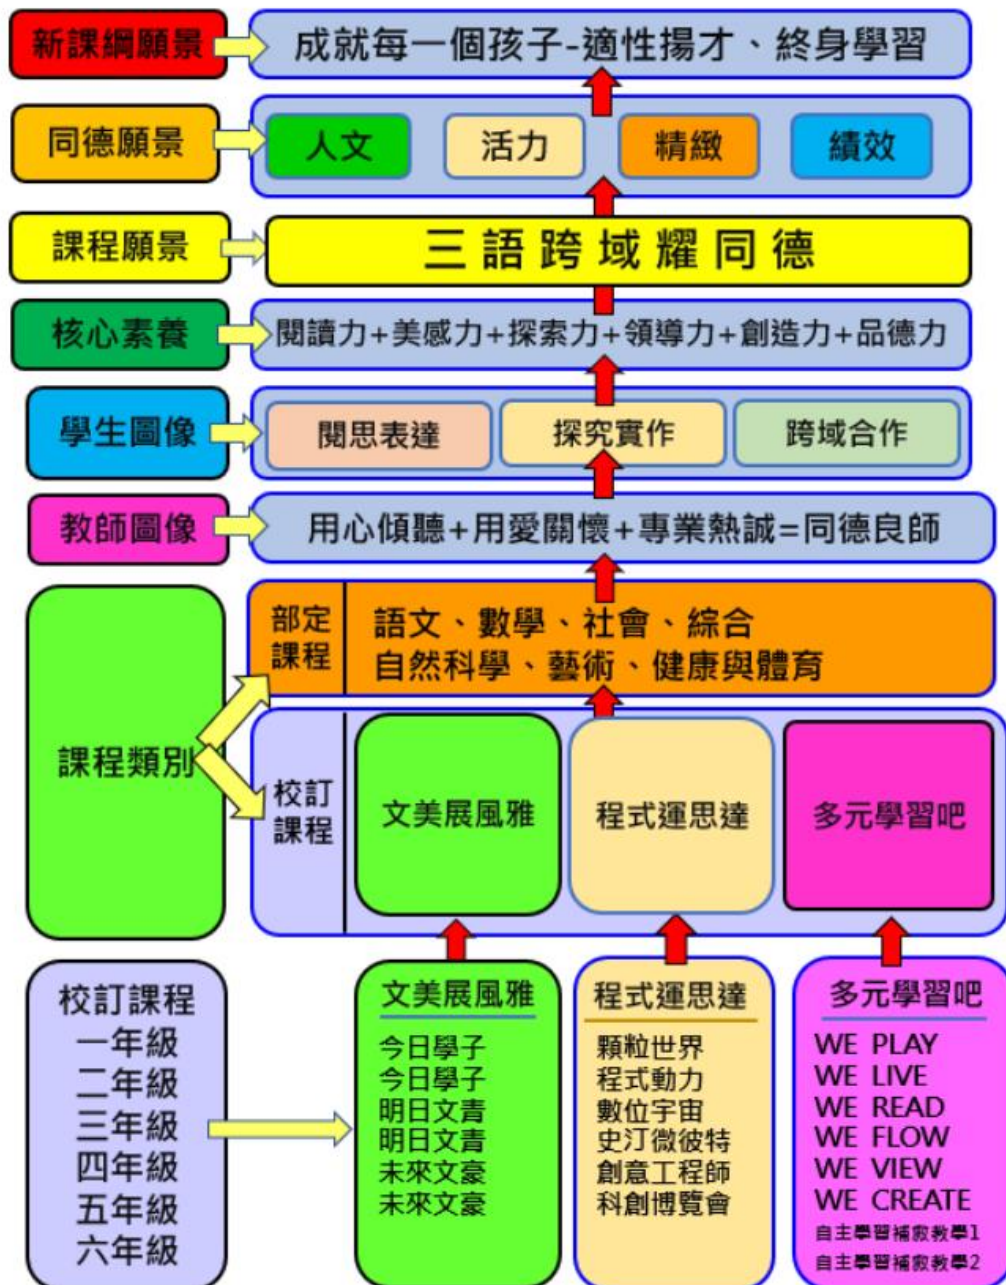 新課綱願景
成就每一個孩子-適性揚才、終身學習
同德願景
人文
活力
精緻
績效
課程願景
三語跨域耀同德
核心素養
閱讀力+美感力+探索力+領導力+創造力+品德力
學生圖像
閱思表達
探究實作
跨域合作
教師圖像
用心傾聽+用愛關懷+專業熱誠=同德良師
課程類別
部定
課程
語文、數學、社會、綜合
自然科學、藝術、健康與體育
校訂
課程
文美展風雅
程式運思達
多元學習吧
校訂課程
一年級
二年級
三年級
四年級
五年級
六年級
文美展風雅
今日學子
今日學子
明日文青
明日文青
未來文豪
未來文豪
程式運思達
顆粒世界
程式動力
數位宇宙
史汀微彼特
創意工程師
科創博覽會
多元學習吧
WE PLAY
WE LIVE
WE READ
WE FLOW
WE VIEW
WE CREATE
自主學習補救教學1
自主學習補救教學2